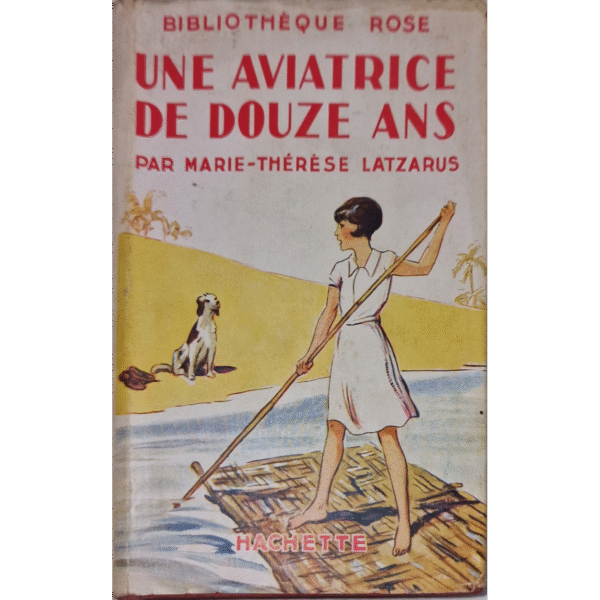 BIBLIOTHÈQUE ROSE
UNE AVIATRICE
DE DOUZE ANS
PAR MARIE-THÉRÈSE LATZARUS
HACHETTE